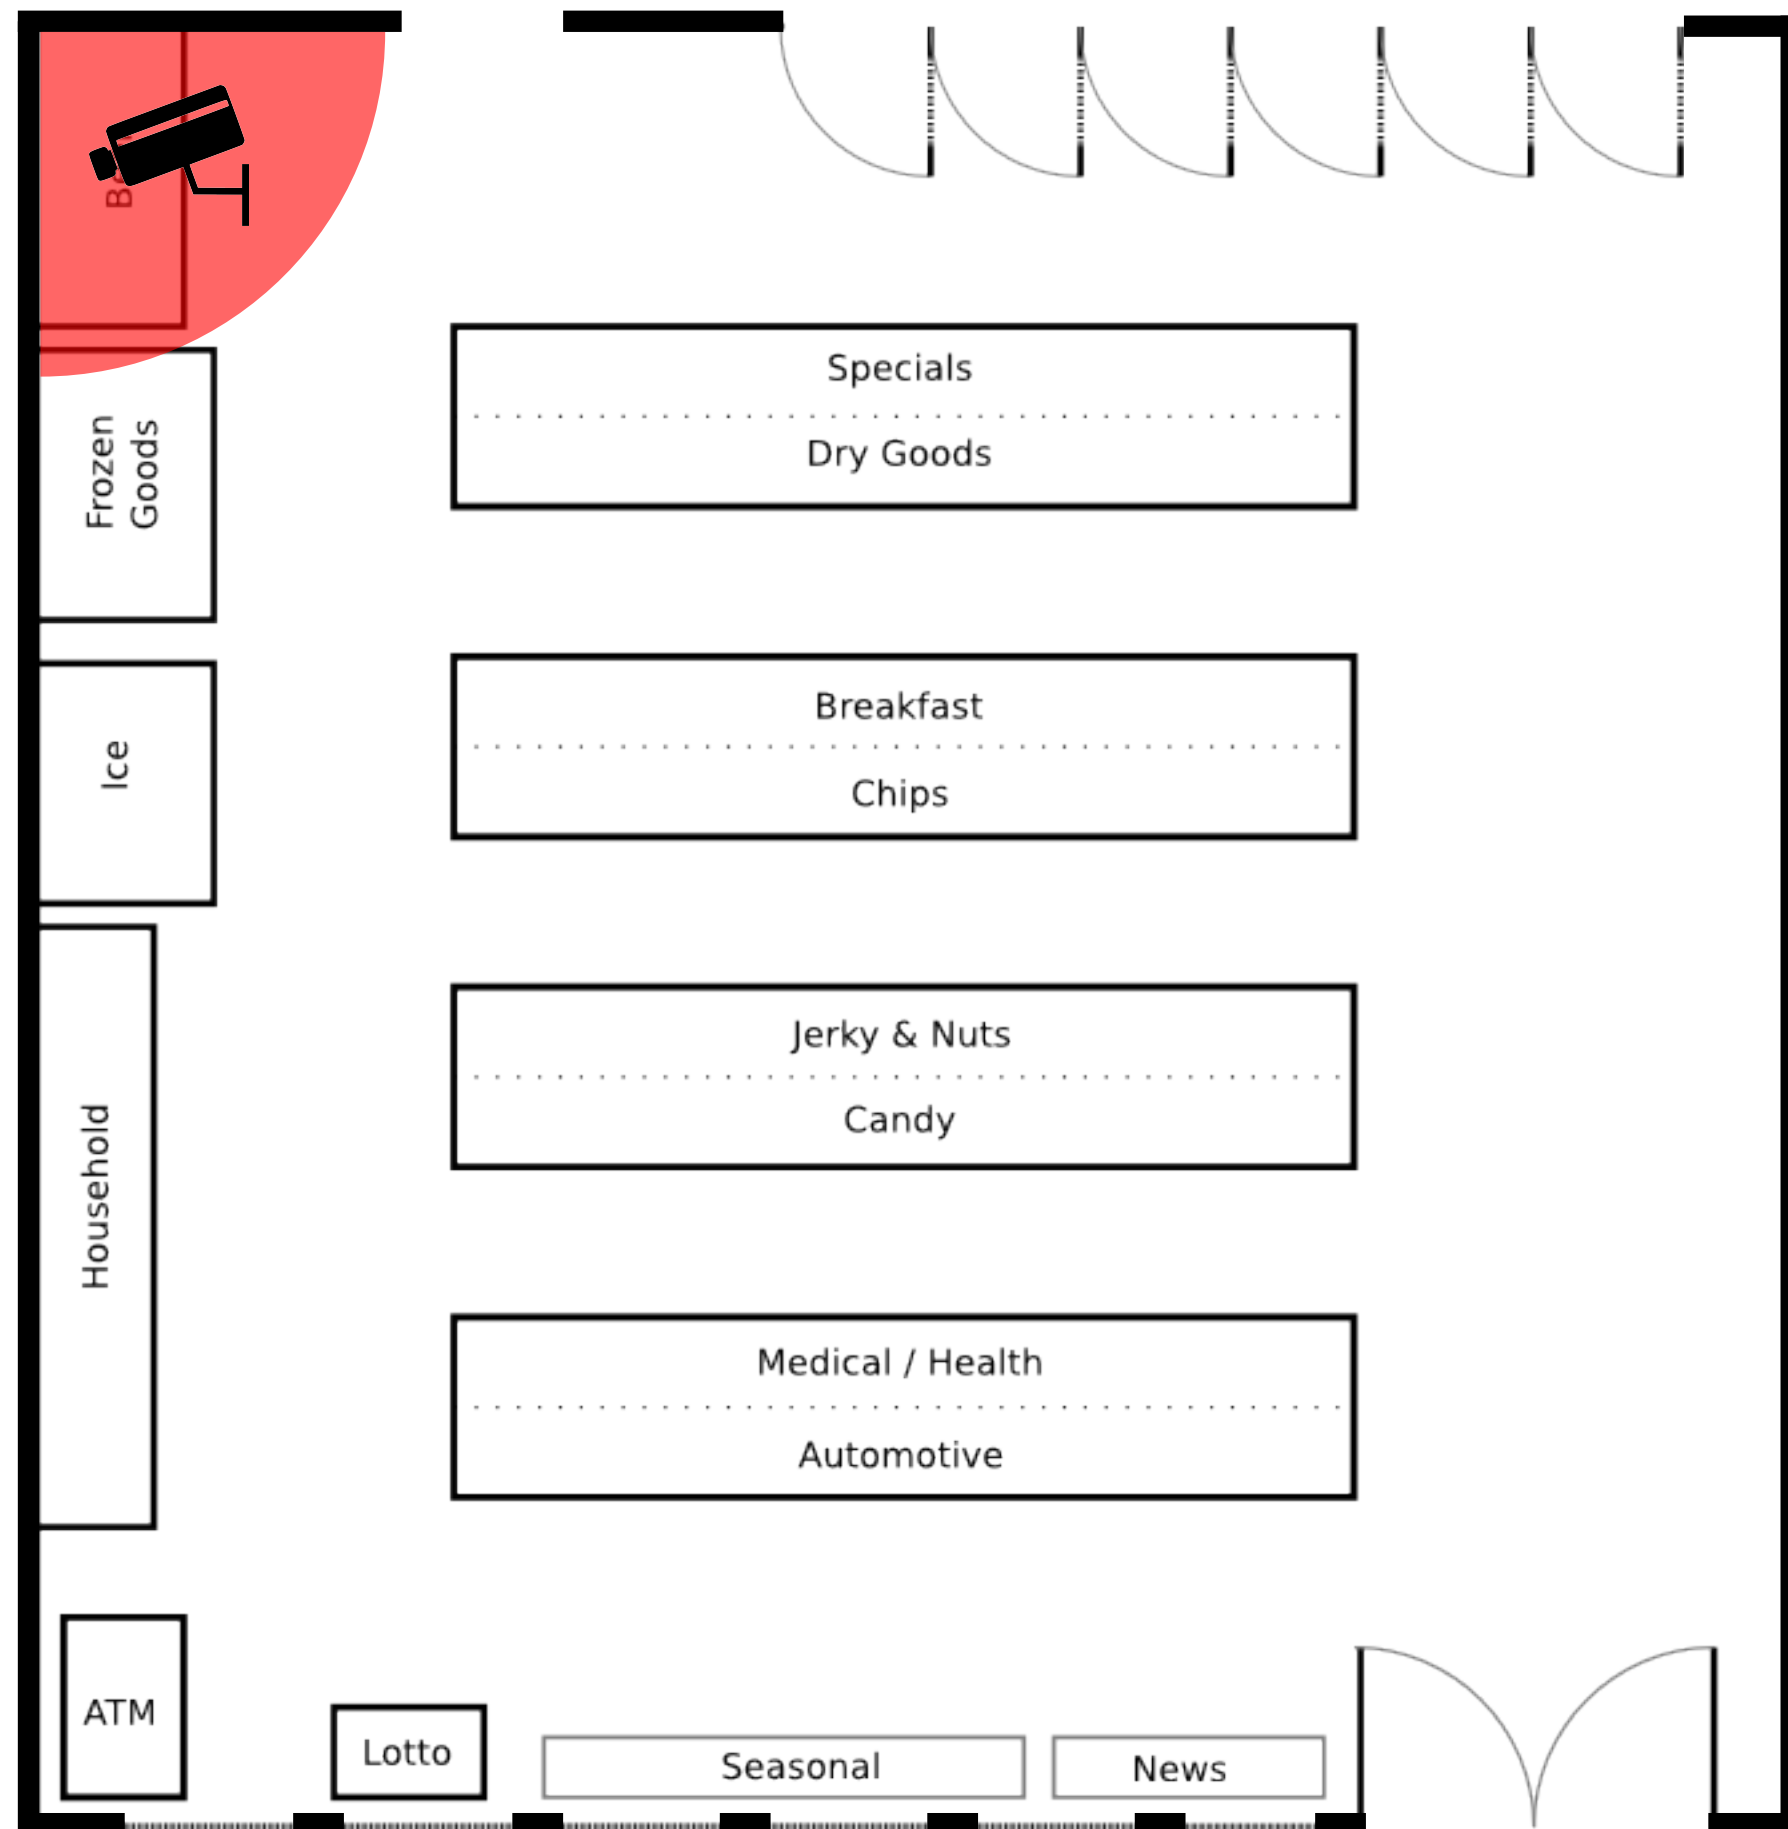 Specials
Dry Goods
Frozen
Goods
Breakfast
Chips
Ice
Jerky & Nuts
Candy
Household
Medical / Health
Automotive
ATM
Lotto
Seasonal
News